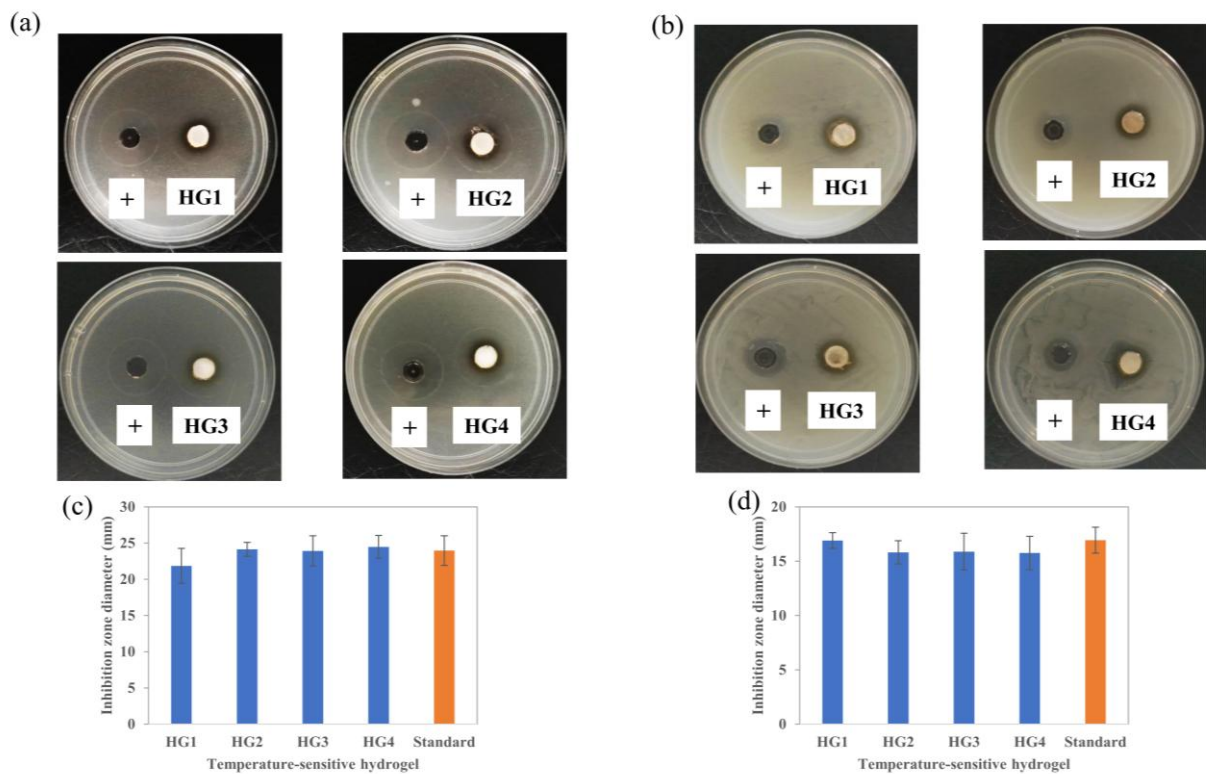 (a)
+ HG1
+ HG2
+ HG3
+ HG4
(b)
+ HG1
+ HG2
+ HG3
+ HG4
(c)
Inhibition zone diameter (mm)
30
25
20
15
10
5
0
HG1 HG2 HG3 HG4 Standard
Temperature-sensitive hydrogel
(d)
Inhibition zone diameter (mm)
20
15
10
5
0
HG1 HG2 HG3 HG4 Standard
Temperature-sensitive hydrogel